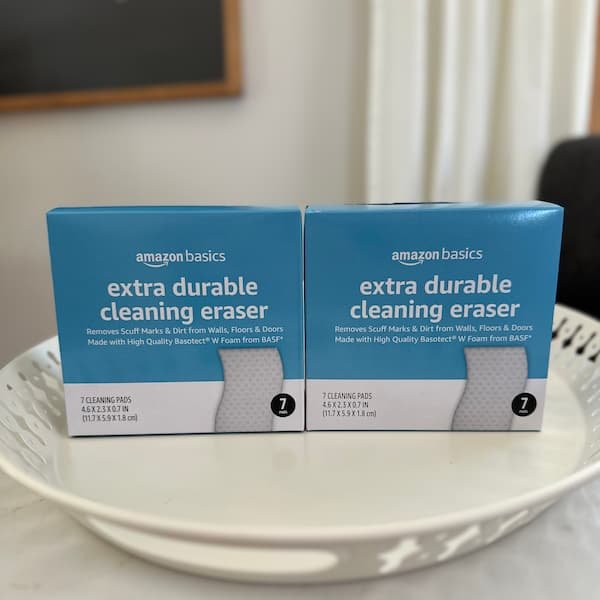 amazon basics
extra durable
cleaning eraser
Removes Scuff Marks & Dirt from Walls, Floors & Doors
Made with High Quality Basotect® W Foam from BASF*
7 CLEANING PADS
4.6 X 2.3 X 0.7 IN
(11.7 X 5.9 X 1.8 cm)
7
PADS
amazon basics
extra durable
cleaning eraser
Removes Scuff Marks & Dirt from Walls, Floors & Doors
Made with High Quality Basotect® W Foam from BASF*
7 CLEANING PADS
4.6 X 2.3 X 0.7 IN
(11.7 X 5.9 X 1.8 cm)
7
PADS